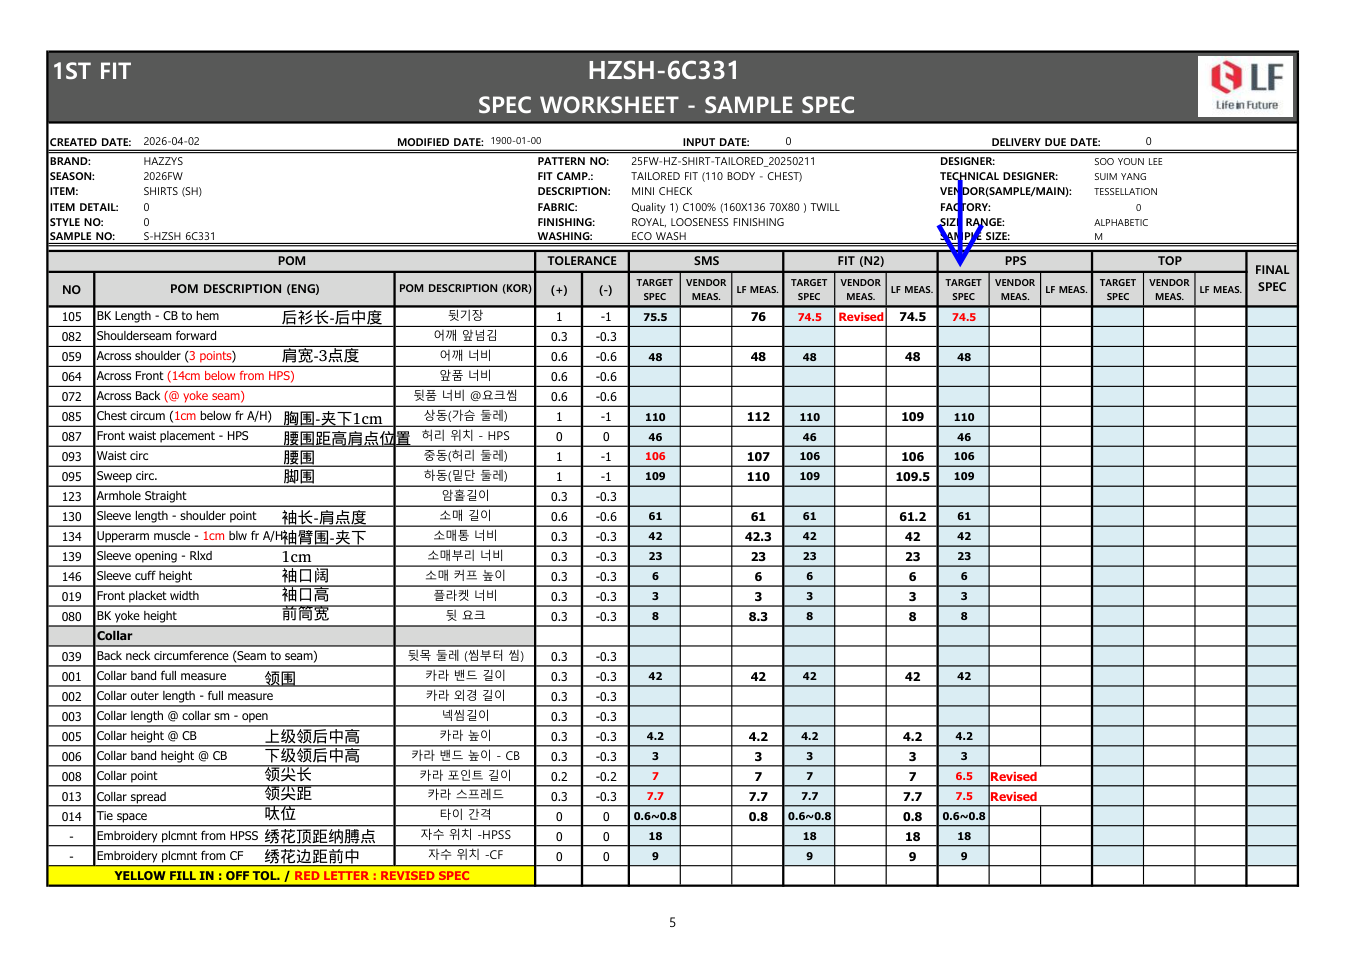 1ST FIT
HZSH-6C331
SPEC WORKSHEET - SAMPLE SPEC
LF
Life in Future
CREATED DATE: 2026-04-02 MODIFIED DATE: 1900-01-00 INPUT DATE: 0 DELIVERY DUE DATE: 0
BRAND: HAZZYS PATTERN NO: 25FW-HZ-SHIRT-TAILORED_20250211 DESIGNER: SOO YOUN LEE
SEASON: 2026FW FIT CAMP.: TAILORED FIT (110 BODY - CHEST) TECHNICAL DESIGNER: SUIM YANG
ITEM: SHIRTS (SH) DESCRIPTION: MINI CHECK VENDOR(SAMPLE/MAIN): TESSELLATION
ITEM DETAIL: 0 FABRIC: Quality 1) C100% (160X136 70X80 ) TWILL FACTORY: 0
STYLE NO: 0 FINISHING: ROYAL, LOOSENESS FINISHING SIZE RANGE: ALPHABETIC
SAMPLE NO: S-HZSH 6C331 WASHING: ECO WASH SAMPLE SIZE: M
POM TOLERANCE SMS FIT (N2) PPS TOP FINAL SPEC
NO POM DESCRIPTION (ENG) POM DESCRIPTION (KOR) (+) (-) TARGET SPEC VENDOR MEAS. LF MEAS. TARGET SPEC VENDOR MEAS. LF MEAS. TARGET SPEC VENDOR MEAS. LF MEAS. TARGET SPEC VENDOR MEAS. LF MEAS.
105 BK Length - CB to hem 后衫长-后中度 뒷기장 1 -1 75.5 76 74.5 Revised 74.5 74.5
082 Shoulderseam forward 어깨 앞넘김 0.3 -0.3
059 Across shoulder (3 points) 肩宽-3点度 어깨 너비 0.6 -0.6 48 48 48 48 48
064 Across Front (14cm below from HPS) 앞품 너비 0.6 -0.6
072 Across Back (@ yoke seam) 뒷품 너비 @요크씸 0.6 -0.6
085 Chest circum (1cm below fr A/H) 胸围-夹下1cm 상동(가슴 둘레) 1 -1 110 112 110 109 110
087 Front waist placement - HPS 腰围距高肩点位置 허리 위치 - HPS 0 0 46 46 46
093 Waist circ 腰围 중동(허리 둘레) 1 -1 106 107 106 106 106
095 Sweep circ. 脚围 하동(밑단 둘레) 1 -1 109 110 109 109.5 109
123 Armhole Straight 암홀길이 0.3 -0.3
130 Sleeve length - shoulder point 袖长-肩点度 소매 길이 0.6 -0.6 61 61 61 61.2 61
134 Upperarm muscle - 1cm blw fr A/H 袖臂围-夹下 소매통 너비 0.3 -0.3 42 42.3 42 42 42
139 Sleeve opening - Rlxd 1cm 소매부리 너비 0.3 -0.3 23 23 23 23 23
146 Sleeve cuff height 袖口阔 소매 커프 높이 0.3 -0.3 6 6 6 6 6
019 Front placket width 袖口高 플라켓 너비 0.3 -0.3 3 3 3 3 3
080 BK yoke height 前筒宽 뒷 요크 0.3 -0.3 8 8.3 8 8 8
Collar
039 Back neck circumference (Seam to seam) 뒷목 둘레 (씸부터 씸) 0.3 -0.3
001 Collar band full measure 领围 카라 밴드 길이 0.3 -0.3 42 42 42 42 42
002 Collar outer length - full measure 카라 외경 길이 0.3 -0.3
003 Collar length @ collar sm - open 넥씸길이 0.3 -0.3
005 Collar height @ CB 上级领后中高 카라 높이 0.3 -0.3 4.2 4.2 4.2 4.2 4.2
006 Collar band height @ CB 下级领后中高 카라 밴드 높이 - CB 0.3 -0.3 3 3 3 3 3
008 Collar point 领尖长 카라 포인트 길이 0.2 -0.2 7 7 7 7 6.5 Revised
013 Collar spread 领尖距 카라 스프레드 0.3 -0.3 7.7 7.7 7.7 7.7 7.5 Revised
014 Tie space 呔位 타이 간격 0 0 0.6~0.8 0.8 0.6~0.8 0.8 0.6~0.8
- Embroidery plcmnt from HPSS 绣花顶距纳膊点 자수 위치 -HPSS 0 0 18 18 18 18
- Embroidery plcmnt from CF 绣花边距前中 자수 위치 -CF 0 0 9 9 9 9
YELLOW FILL IN : OFF TOL. / RED LETTER : REVISED SPEC
5